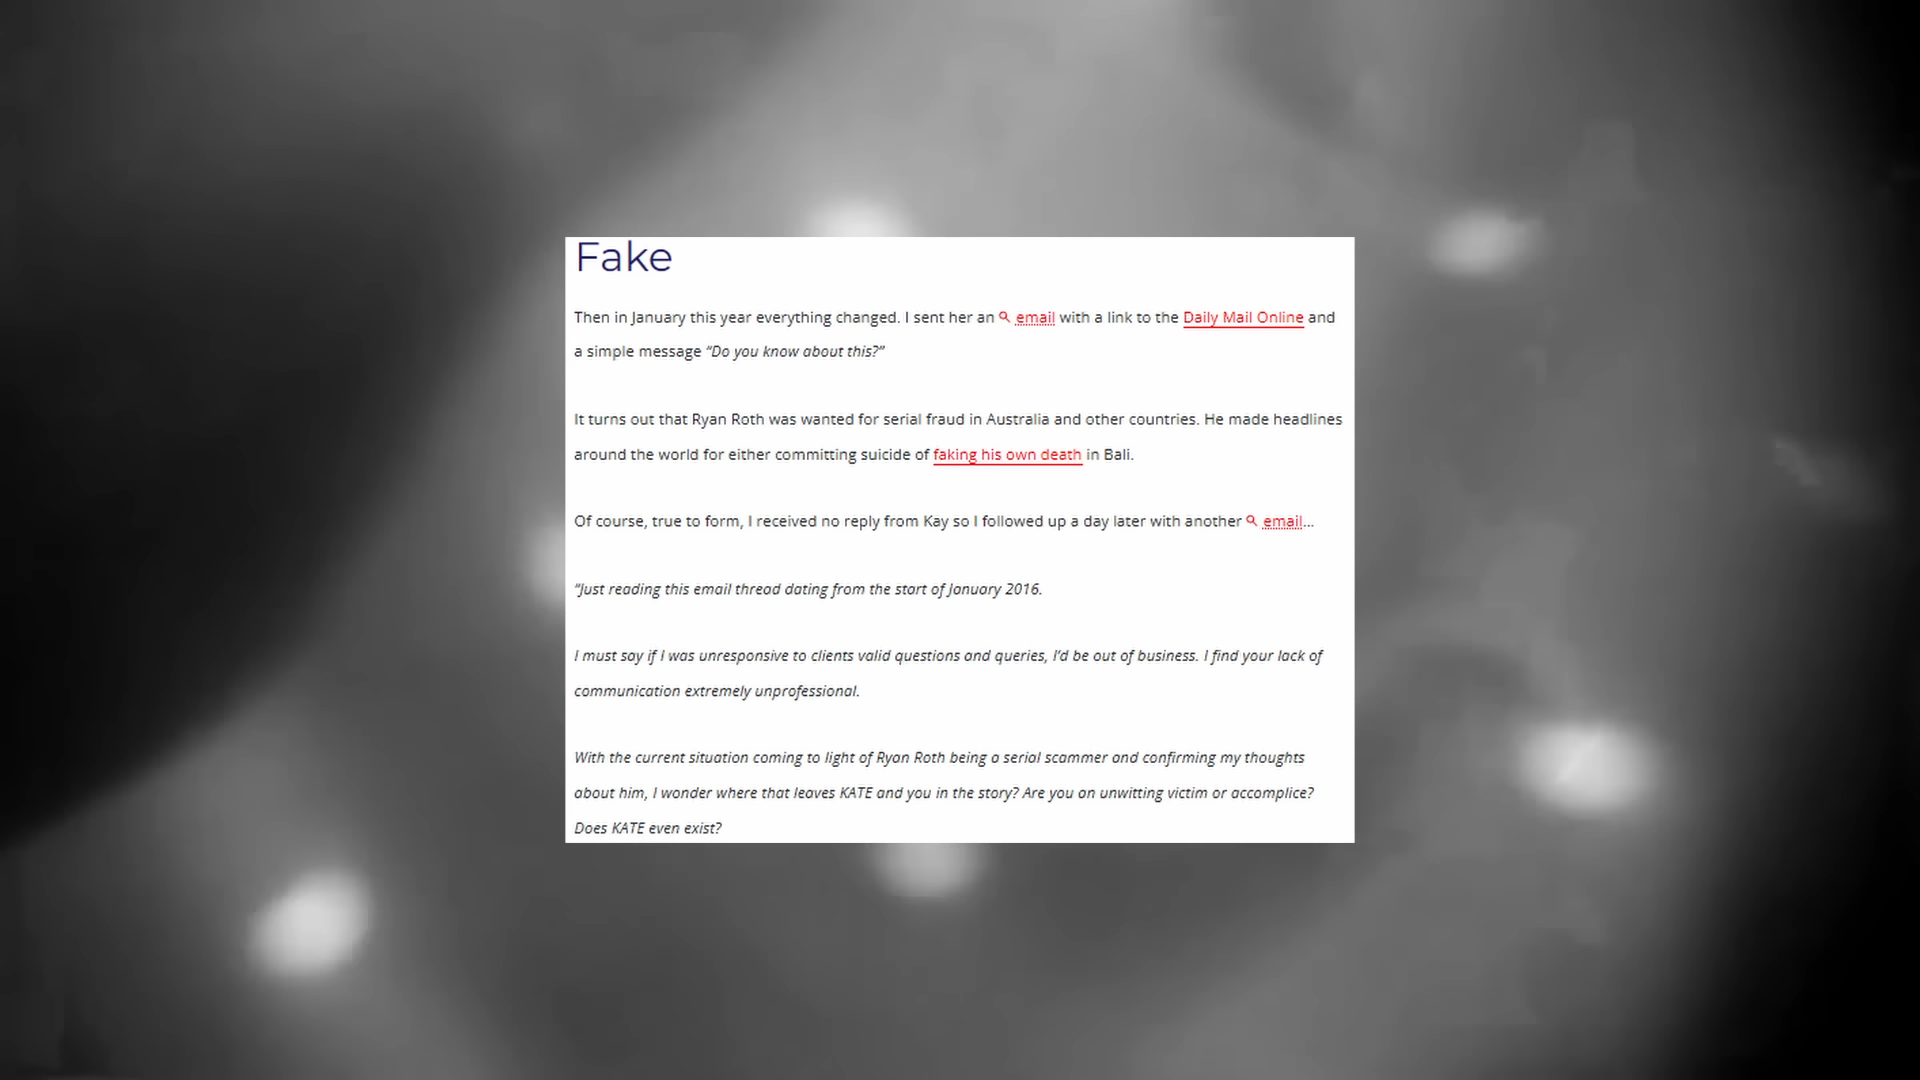 Fake
Then in January this year everything changed. I sent her an email with a link to the Daily Mail Online and
a simple message “Do you know about this?”
It turns out that Ryan Roth was wanted for serial fraud in Australia and other countries. He made headlines
around the world for either committing suicide of faking his own death in Bali.
Of course, true to form, I received no reply from Kay so I followed up a day later with another email...
“Just reading this email thread dating from the start of January 2016.
I must say if I was unresponsive to clients valid questions and queries, I’d be out of business. I find your lack of
communication extremely unprofessional.
With the current situation coming to light of Ryan Roth being a serial scammer and confirming my thoughts
about him, I wonder where that leaves KATE and you in the story? Are you an unwitting victim or accomplice?
Does KATE even exist?